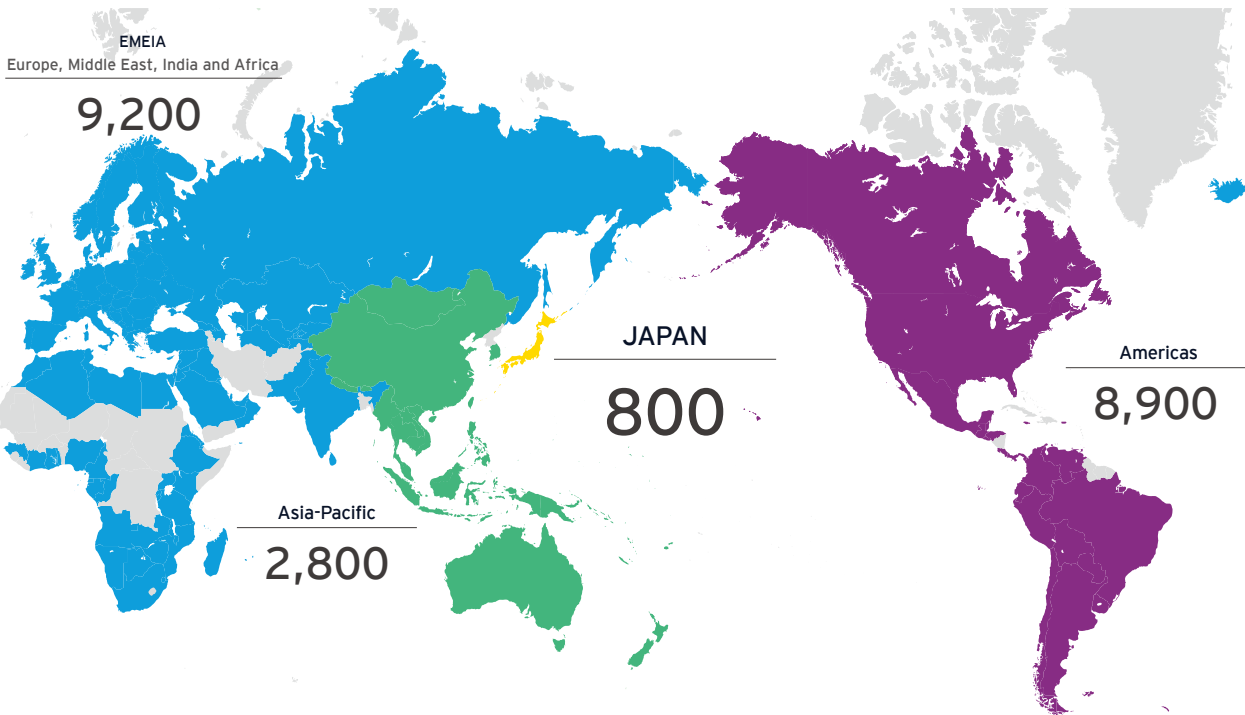 EMEIA
Europe, Middle East, India and Africa
9,200
JAPAN
800
Americas
8,900
Asia-Pacific
2,800